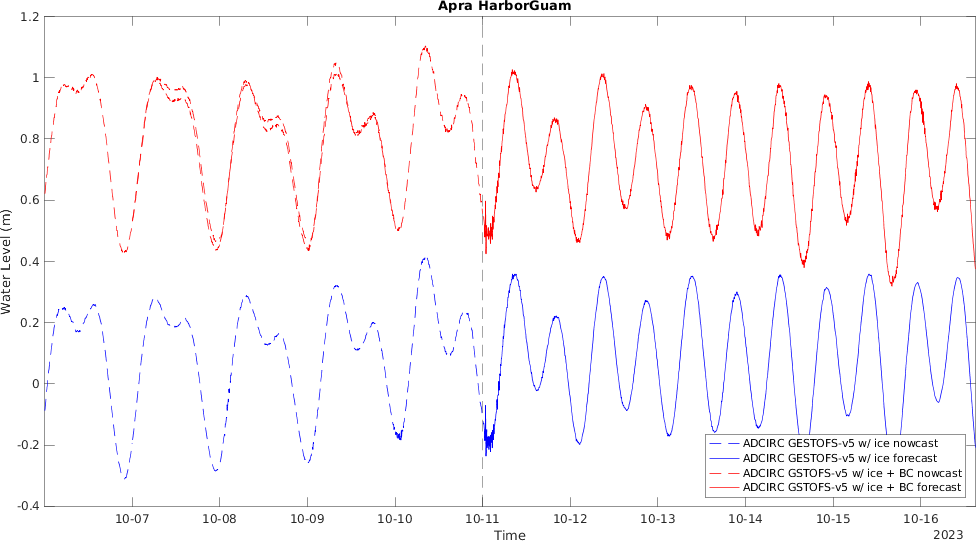 Apra HarborGuam
1.2
1
0.8
0.6
0.4
0.2
0
-0.2
-0.4
Water Level (m)
ADCIRC GESTOFS-v5 w/ ice nowcast
ADCIRC GESTOFS-v5 w/ ice forecast
ADCIRC GSTOFS-v5 w/ ice + BC nowcast
ADCIRC GSTOFS-v5 w/ ice + BC forecast
10-07 10-08 10-09 10-10 10-11 10-12 10-13 10-14 10-15 10-16
Time
2023